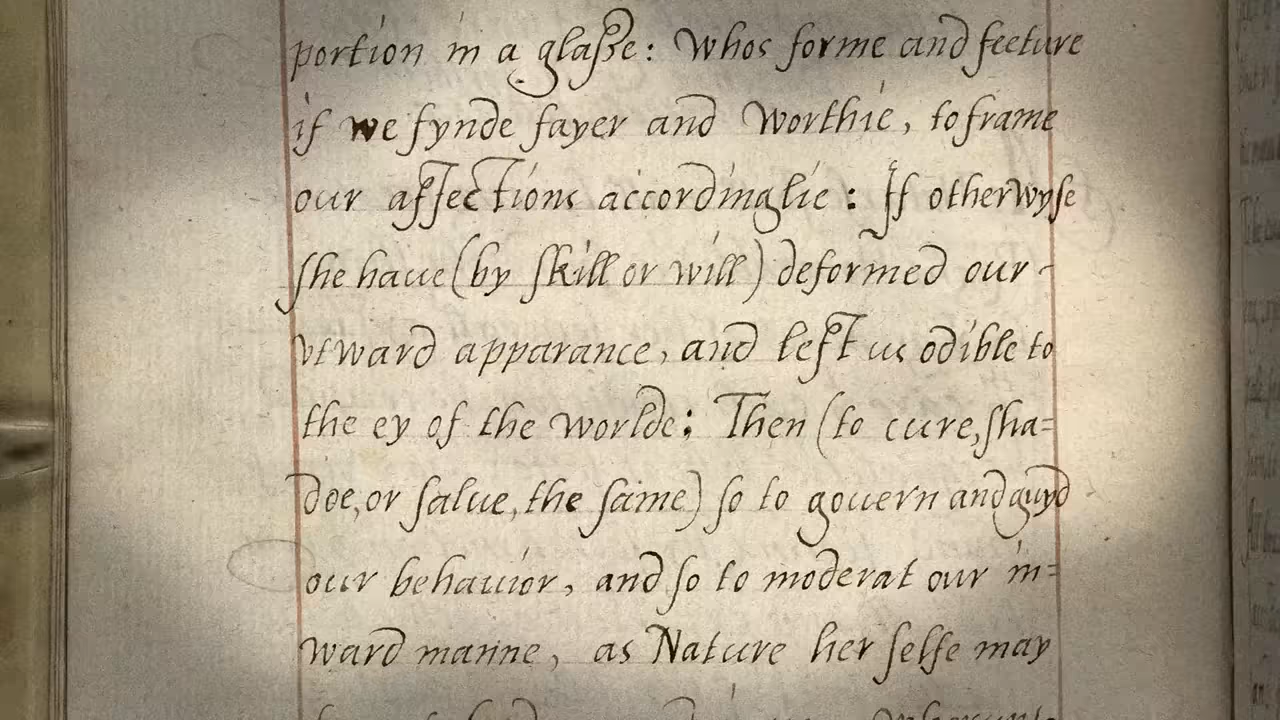 portion in a glasse: Whos forme and feeture
if we fynde fayer and Worthie, to frame
our affections accordinglie: If otherwyse
she haue (by skill or will) deformed our-
vtward apparance, and left us odible to
the ey of the worlde: Then (to cure, sha=
doe, or salue, the same) so to gouern and guyd
our behauior, and so to moderat our in=
ward manne, as Nature her selfe may